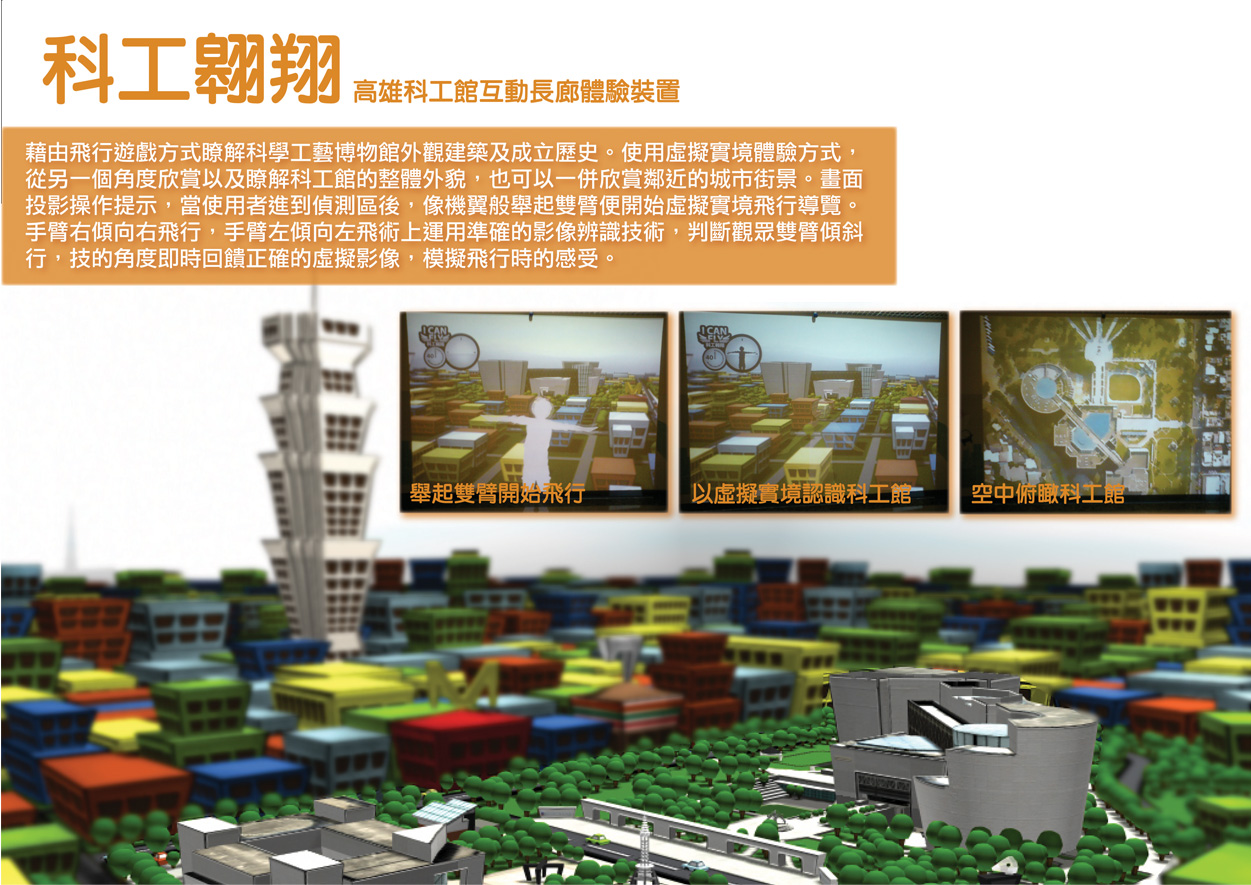 科工翱翔
高雄科工館互動長廊體驗裝置
藉由飛行遊戲方式瞭解科學工藝博物館外觀建築及成立歷史。使用虛擬實境體驗方式，
從另一個角度欣賞以及瞭解科工館的整體外貌，也可以一併欣賞鄰近的城市街景。畫面
投影操作提示，當使用者進到偵測區後，像機翼般舉起雙臂便開始虛擬實境飛行導覽。
手臂右傾向右飛行，手臂左傾向左飛術上運用準確的影像辨識技術，判斷觀眾雙臂傾斜
行，技的角度即時回饋正確的虛擬影像，模擬飛行時的感受。
I CAN
FLY
I CAN
FLY
舉起雙臂開始飛行
以虛擬實境認識科工館
空中俯瞰科工館
M